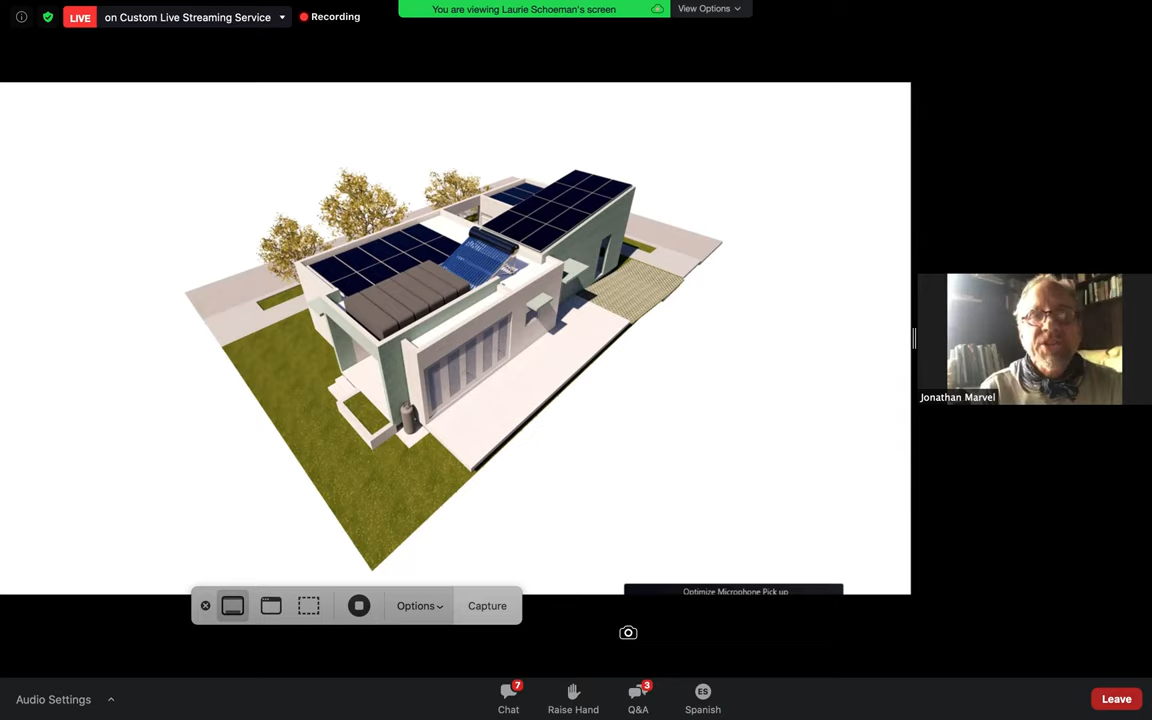 LIVE on Custom Live Streaming Service Recording You are viewing Laurie Schoeman's screen View Options
Jonathan Marvel
Optimize Microphone Pick up
Options Capture
7 3 ES
Audio Settings Chat Raise Hand Q&A Spanish Leave